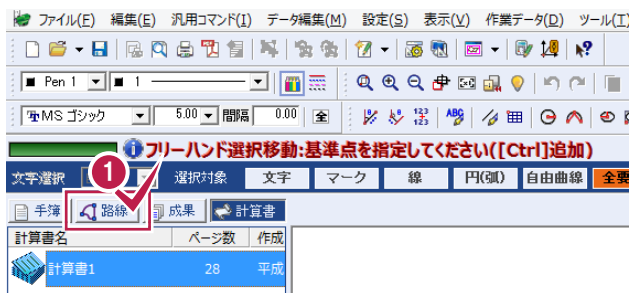 ファイル(F) 編集(E) 汎用コマンド(I) データ編集(M) 設定(S) 表示(V) 作業データ(D) ツール(T)
Pen 1 1
MS ゴシック 5.00 間隔 0.00 全
フリーハンド選択移動:基準点を指定してください([Ctrl]追加)
文字選択 選択対象 文字 マーク 線 円(弧) 自由曲線 全要
1
手簿 路線 成果 計算書
計算書名 ページ数 作成
計算書1 28 平成